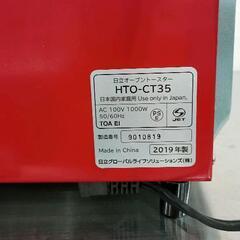 日立オーブントースター
HTO-CT35
日本国内家庭用 Use only in Japan.
AC 100V 1000W
50/60Hz
TOA EI
PS
E
JET
製造番号 9010819
Made in China 2019年製
日立グローバルライフソリューションズ(株)